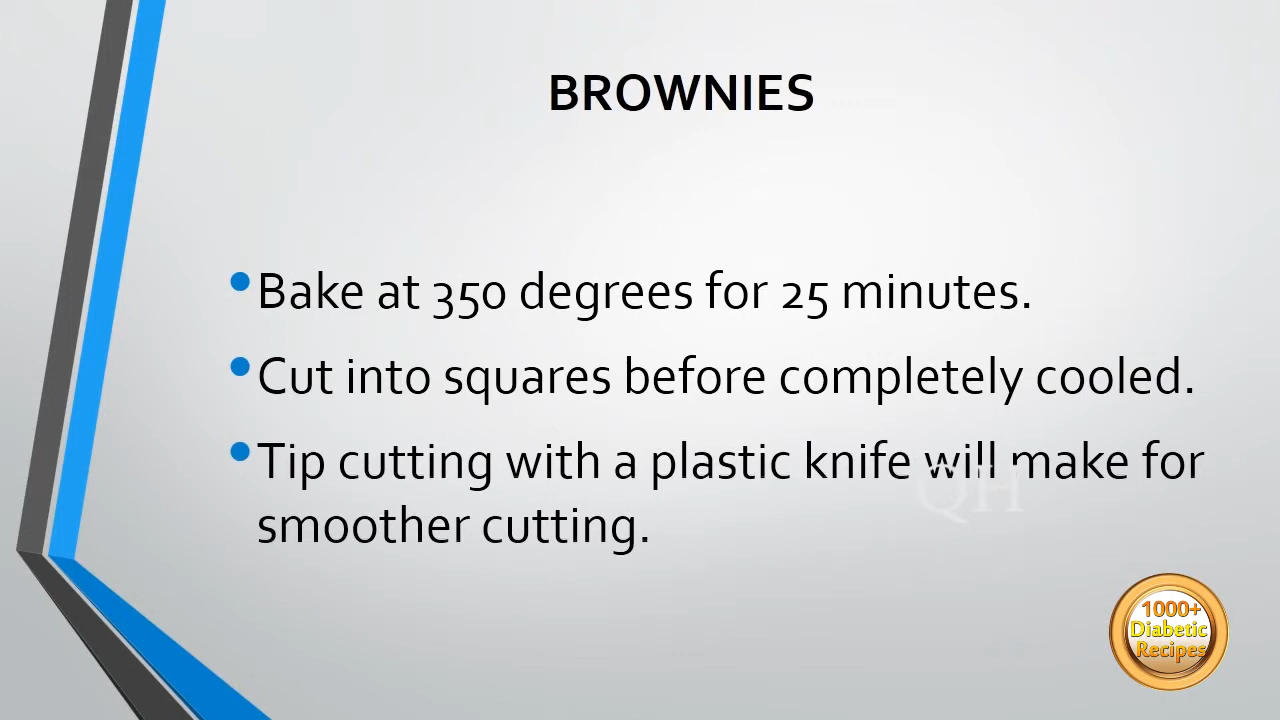 BROWNIES
•Bake at 350 degrees for 25 minutes.
•Cut into squares before completely cooled.
•Tip cutting with a plastic knife will make for
smoother cutting.
QH
1000+
Diabetic
Recipes